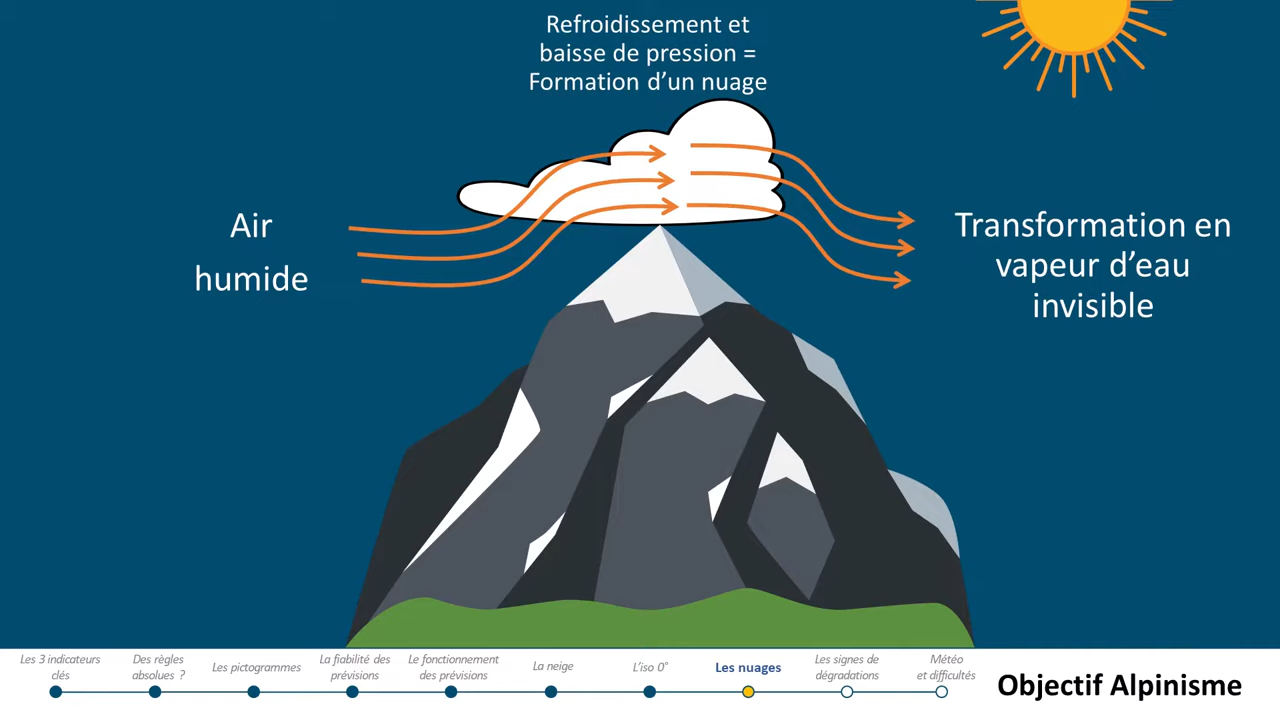 Refroidissement et
baisse de pression =
Formation d’un nuage
Air
humide
Transformation en
vapeur d’eau
invisible
Les 3 indicateurs
clés
Des règles
absolues ?
Les pictogrammes
La fiabilité des
prévisions
Le fonctionnement
des prévisions
La neige
L’iso 0°
Les nuages
Les signes de
dégradations
Météo
et difficultés
Objectif Alpinisme